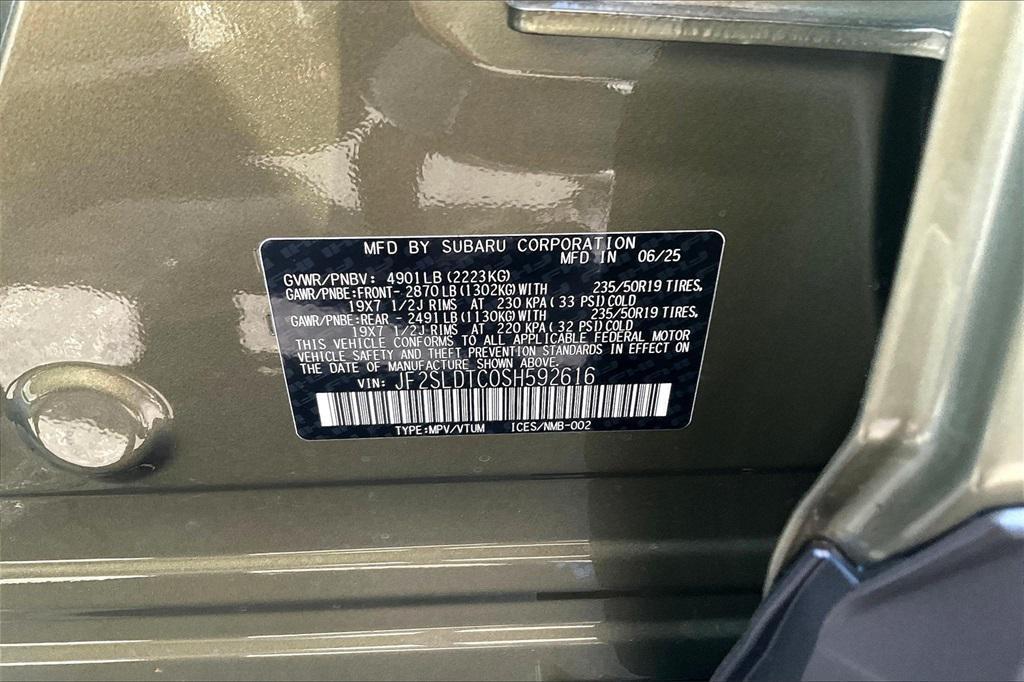 MFD BY SUBARU CORPORATION
MFD IN 06/25
GVWR/PNBV: 4901LB(2223KG)
GAWR/PNBE:FRONT- 2870LB(1302KG)WITH 235/50R19 TIRES,
19X7 1/2J RIMS AT 230 KPA( 33 PSI)COLD
GAWR/PNBE:REAR - 2491LB(1130KG)WITH 235/50R19 TIRES,
19X7 1/2J RIMS AT 220 KPA( 32 PSI)COLD
THIS VEHICLE CONFORMS TO ALL APPLICABLE FEDERAL MOTOR
VEHICLE SAFETY AND THEFT PREVENTION STANDARDS IN EFFECT ON
THE DATE OF MANUFACTURE SHOWN ABOVE.
VIN: JF2SLDTC0SH592616
TYPE:MPV/VTUM ICES/NMB-002